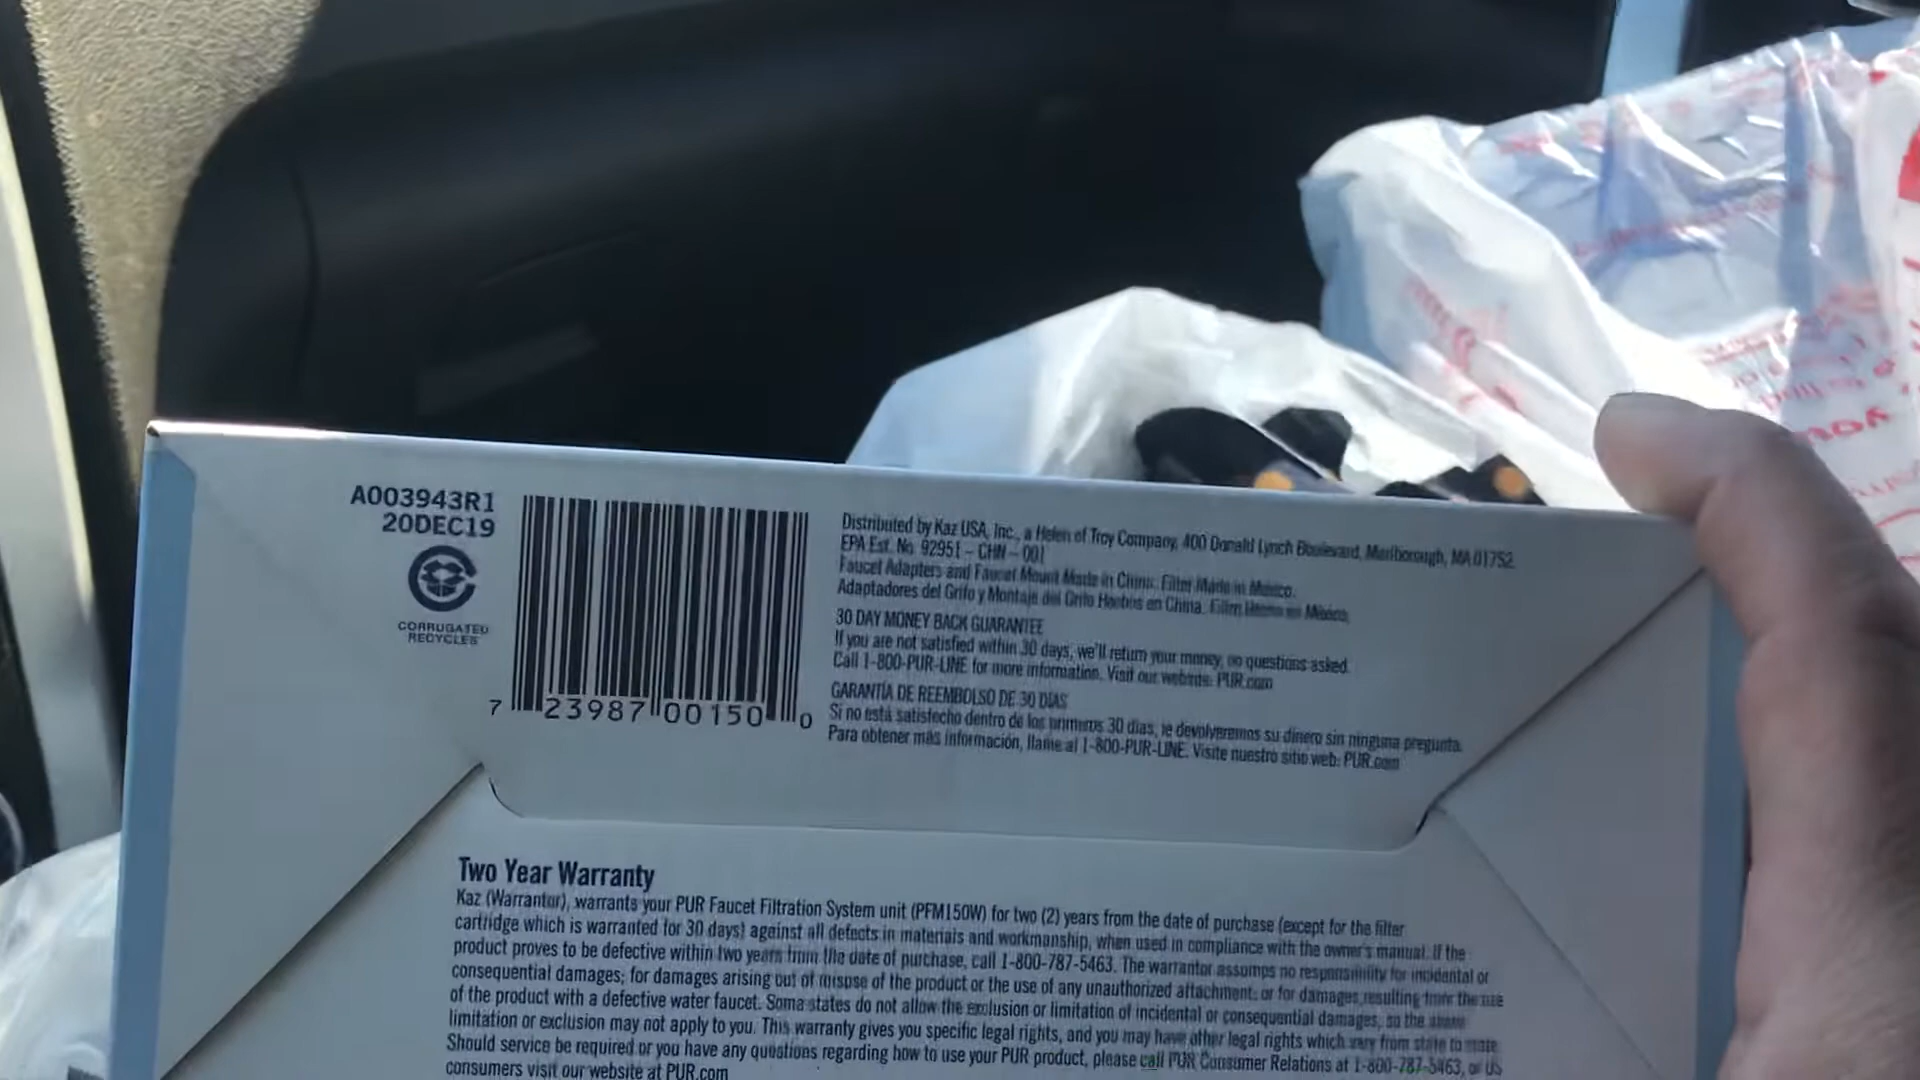 A003943R1
20DEC19
CORRUGATED
RECYCLES
7 23987 00150 0
Distributed by Kaz USA, Inc., a Helen of Troy Company, 400 Donald Lynch Boulevard, Marlborough, MA 01752.
EPA Est. No. 92951 - CHN - 001
Faucet Adapters and Faucet Mount Made in China. Filter Made in Mexico.
Adaptadores del Grifo y Montaje del Grifo Hechos en China. Filtro Hecho en México.
30 DAY MONEY BACK GUARANTEE
If you are not satisfied within 30 days, we'll return your money, no questions asked.
Call 1-800-PUR-LINE for more information. Visit our website: PUR.com
GARANTÍA DE REEMBOLSO DE 30 DÍAS
Si no está satisfecho dentro de los primeros 30 días, le devolveremos su dinero sin ninguna pregunta.
Para obtener más información, llame al 1-800-PUR-LINE. Visite nuestro sitio web: PUR.com
Two Year Warranty
Kaz (Warrantor), warrants your PUR Faucet Filtration System unit (PFM150W) for two (2) years from the date of purchase (except for the filter
cartridge which is warranted for 30 days) against all defects in materials and workmanship, when used in compliance with the owner's manual. If the
product proves to be defective within two years from the date of purchase, call 1-800-787-5463. The warrantor assumps no responsibility for incidental or
consequential damages; for damages arising out of misuse of the product or the use of any unauthorized attachment; or for damages resulting from the use
of the product with a defective water faucet. Some states do not allow the exclusion or limitation of incidental or consequential damages, so the above
limitation or exclusion may not apply to you. This warranty gives you specific legal rights, and you may have other legal rights which vary from state to state.
Should service be required or you have any questions regarding how to use your PUR product, please call PUR Consumer Relations at 1-800-787-5463, or US
consumers visit our website at PUR.com